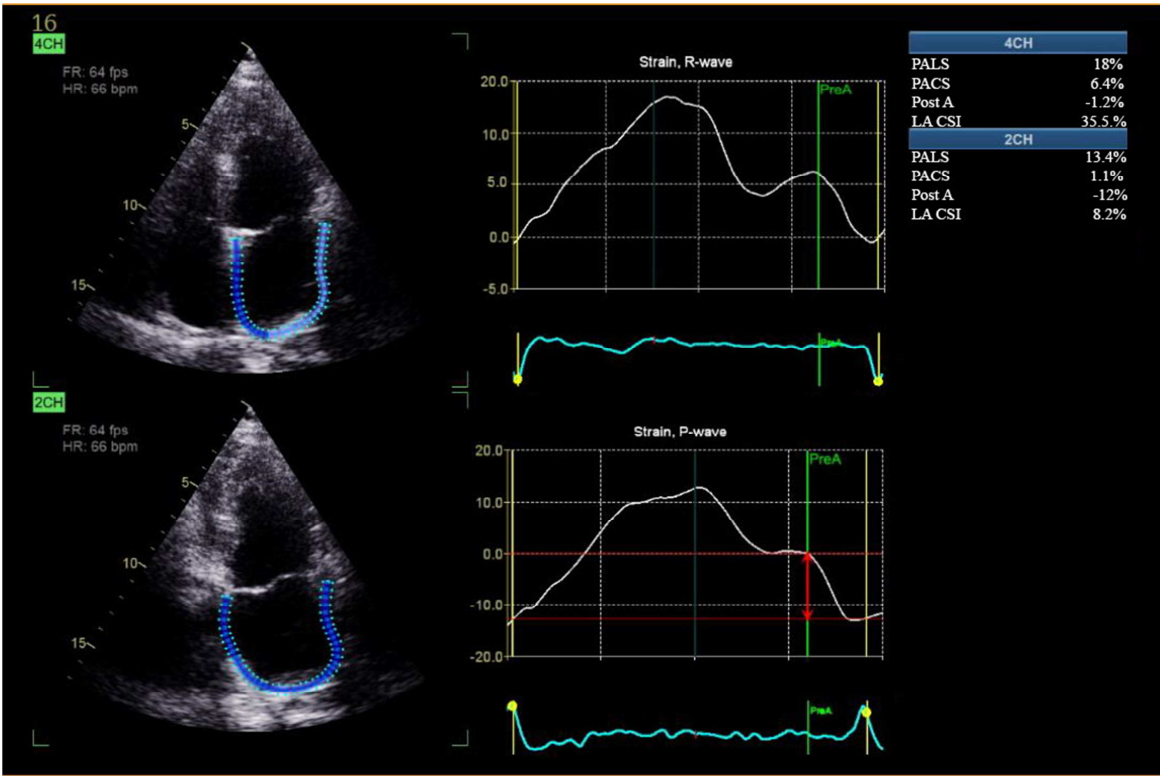 16
4CH
FR: 64 fps
HR: 66 bpm
5
10
15
Strain, R-wave
20.0
10.0
5.0
0.0
-5.0
PreA
PreA
4CH
PALS 18%
PACS 6.4%
Post A -1.2%
LA CSI 35.5.%
2CH
PALS 13.4%
PACS 1.1%
Post A -12%
LA CSI 8.2%
2CH
FR: 64 fps
HR: 66 bpm
5
10
15
Strain, P-wave
20.0
10.0
0.0
-10.0
-20.0
PreA
PreA